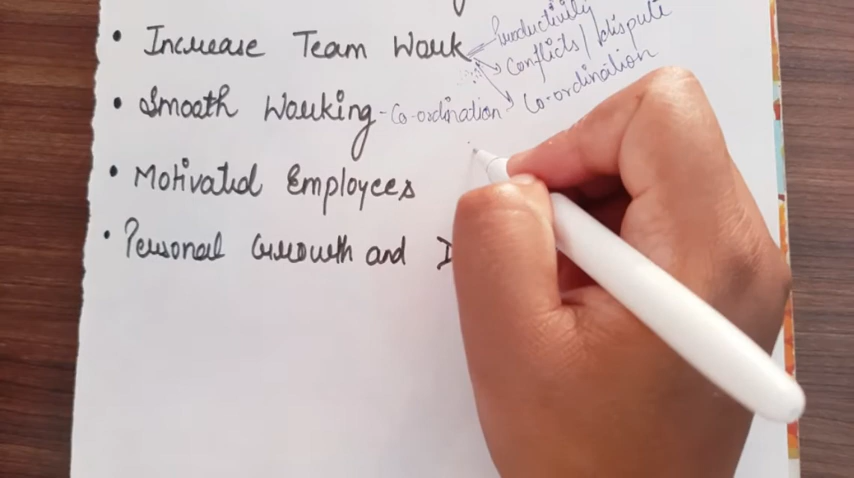 • Increase Team Work Productivity
Conflicts/dispute
Co-ordination
• Smooth Working - Co-ordination
• Motivated Employees
• Personal Growth and